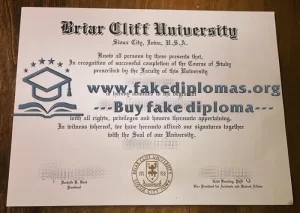 Briar Cliff University
Sioux City, Iowa, U.S.A.
Know all persons by these presents that,
In recognition of successful completion of the Course of Study
prescribed by the Faculty of this University
www.fakediplomas.org
---Buy fake diploma---
with all rights, privileges and honors thereunto appertaining.
In witness whereof, we have hereunto affixed our signatures together
with the Seal of our University.
President